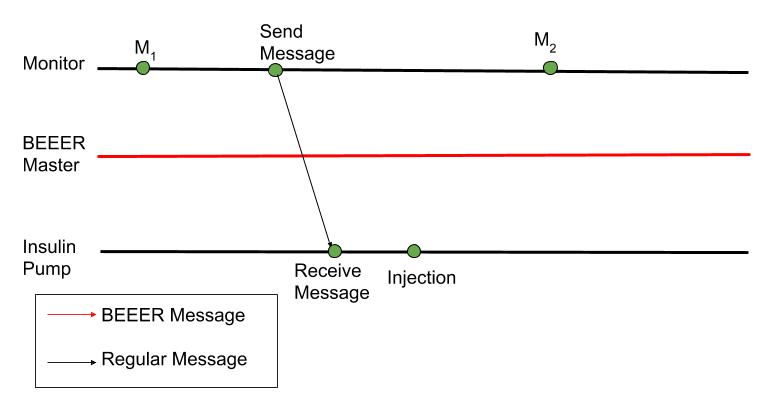 Send
Message
M1
M2
Monitor
BEEER
Master
Insulin
Pump
Receive
Message
Injection
BEEER Message
Regular Message